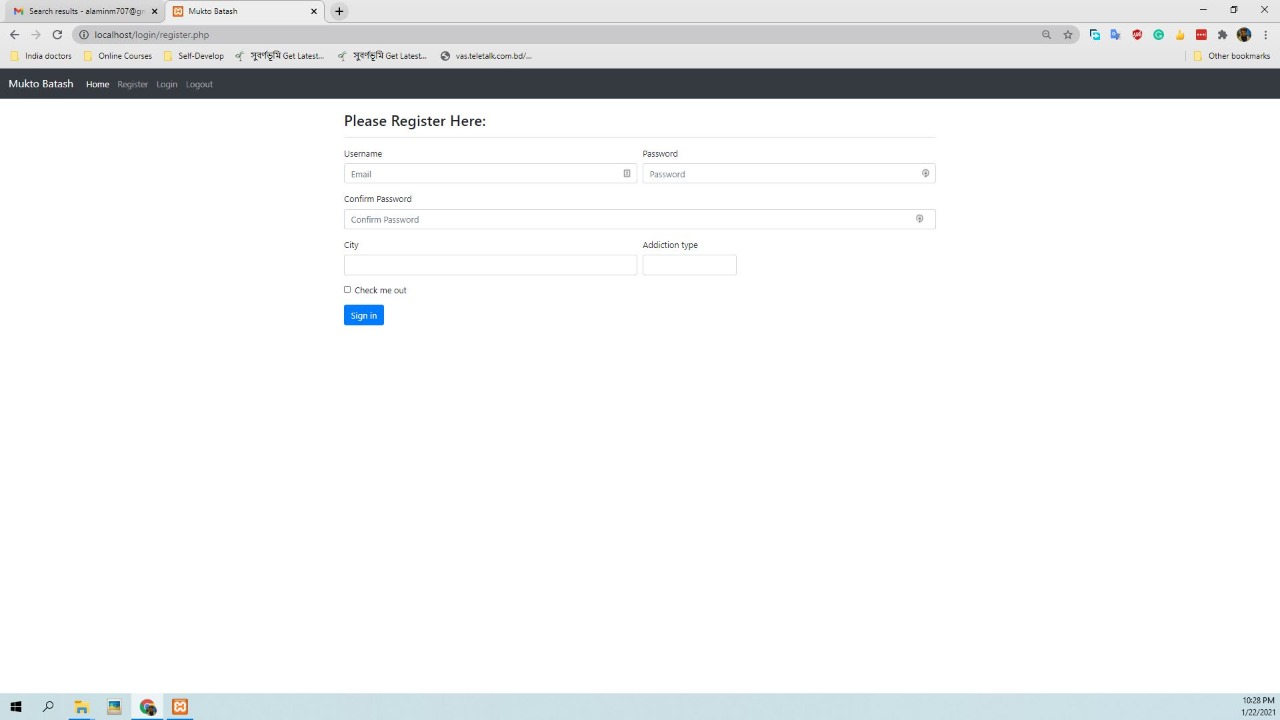 Search results - alaminm707@gm
Mukto Batash
localhost/login/register.php
India doctors
Online Courses
Self-Develop
সুবর্ণভূমি Get Latest...
সুবর্ণভূমি Get Latest...
vas.teletalk.com.bd/...
Other bookmarks
Mukto Batash
Home
Register
Login
Logout
Please Register Here:
Username
Password
Email
Password
Confirm Password
Confirm Password
City
Addiction type
Check me out
Sign in
10:28 PM
1/22/2021